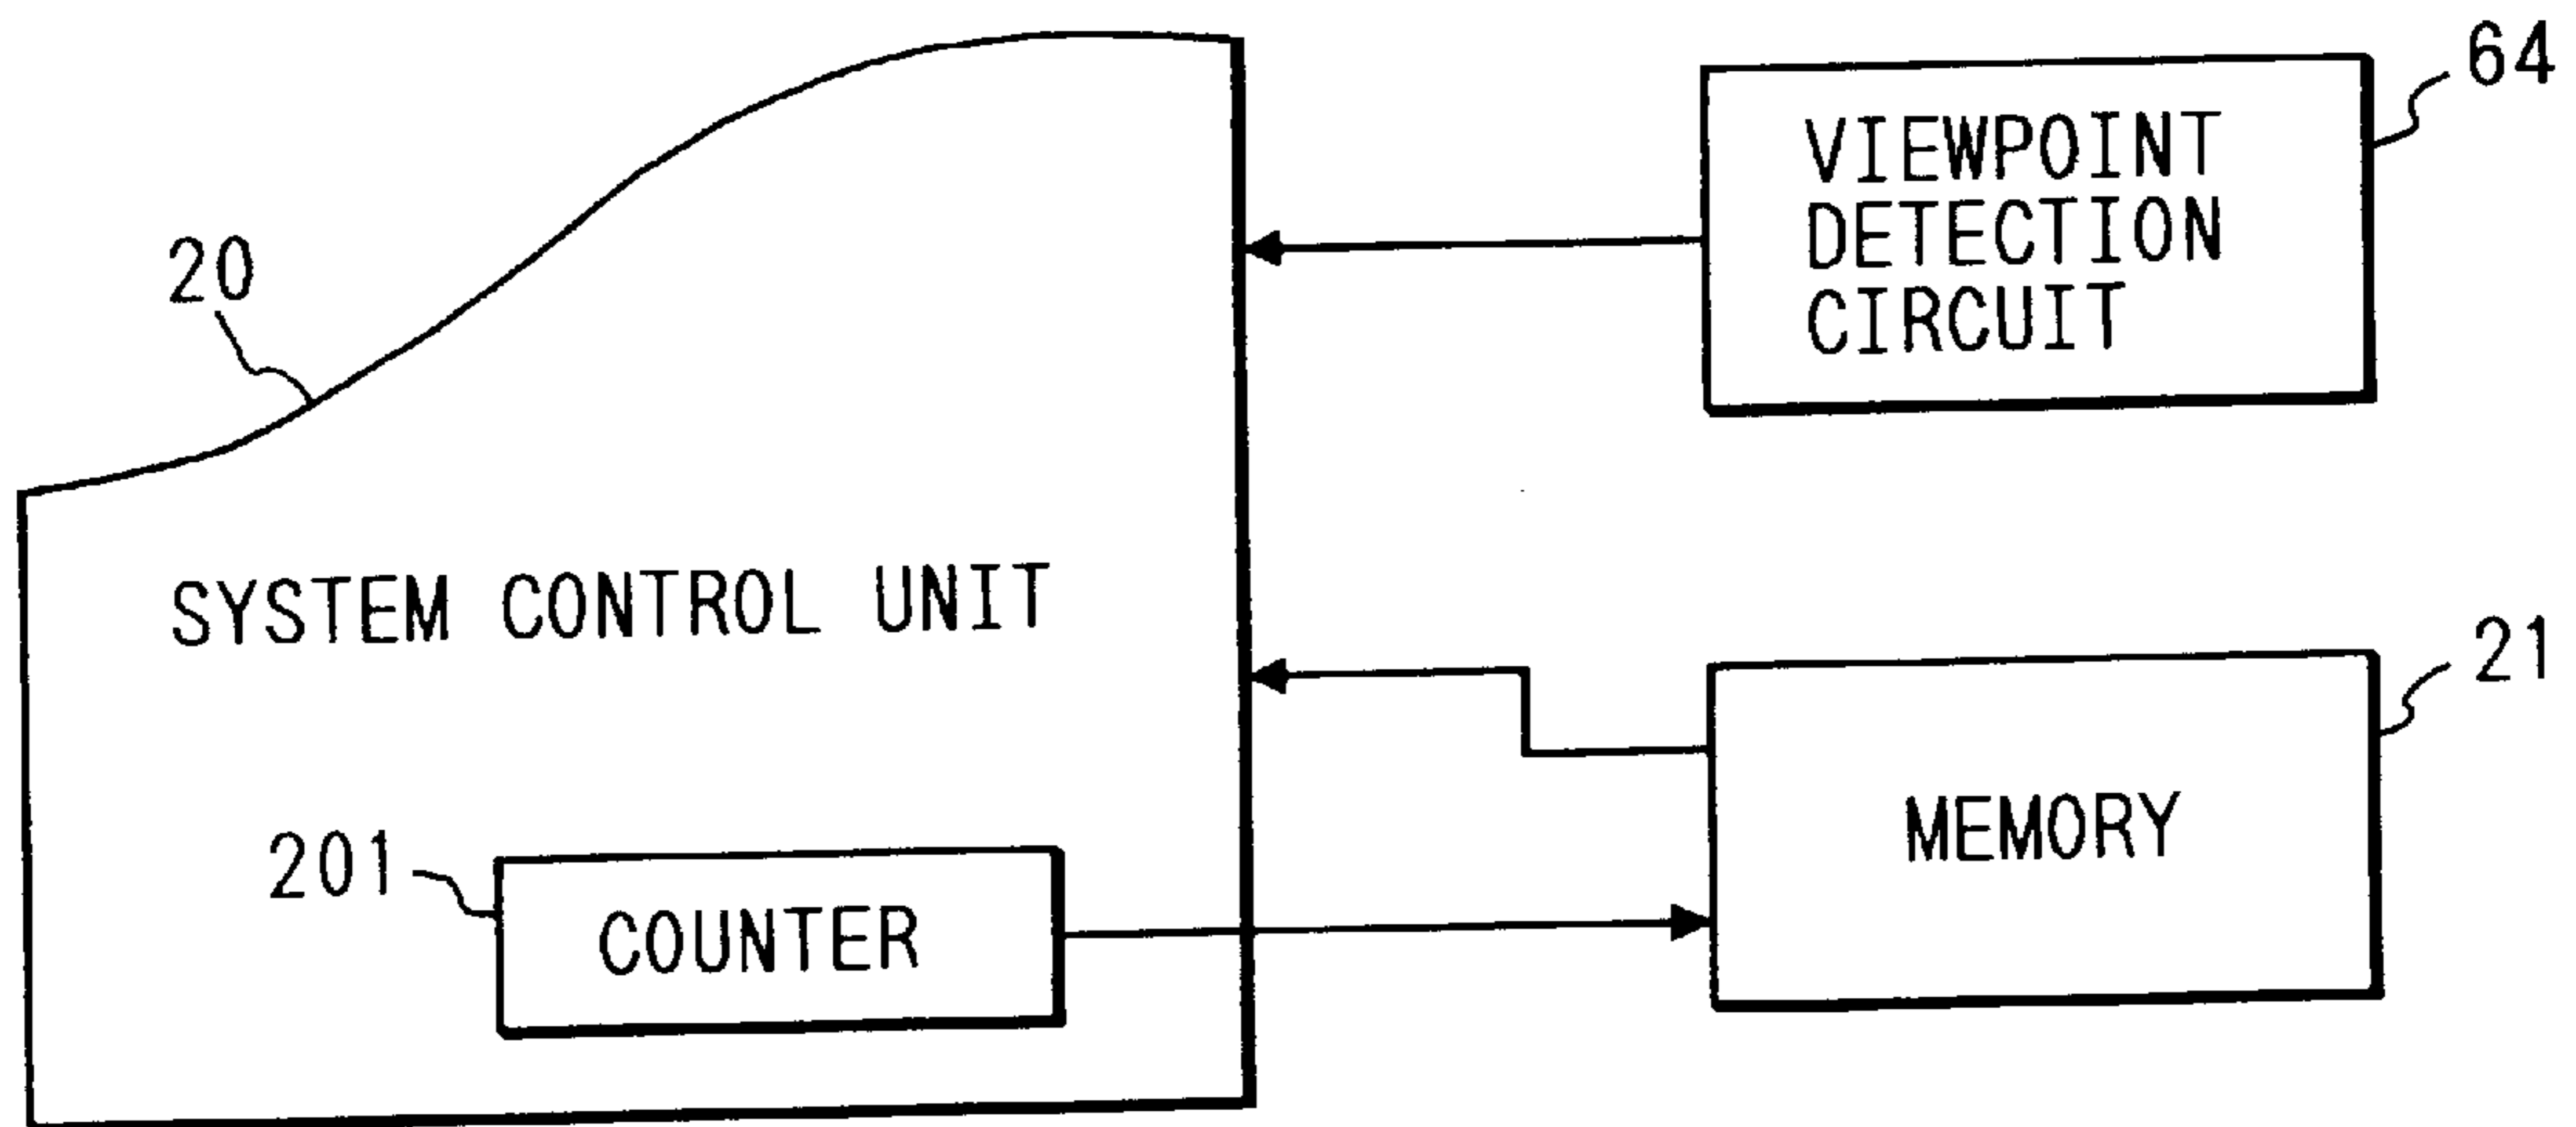 20
SYSTEM CONTROL UNIT
201
COUNTER
VIEWPOINT
DETECTION
CIRCUIT
64
MEMORY
21